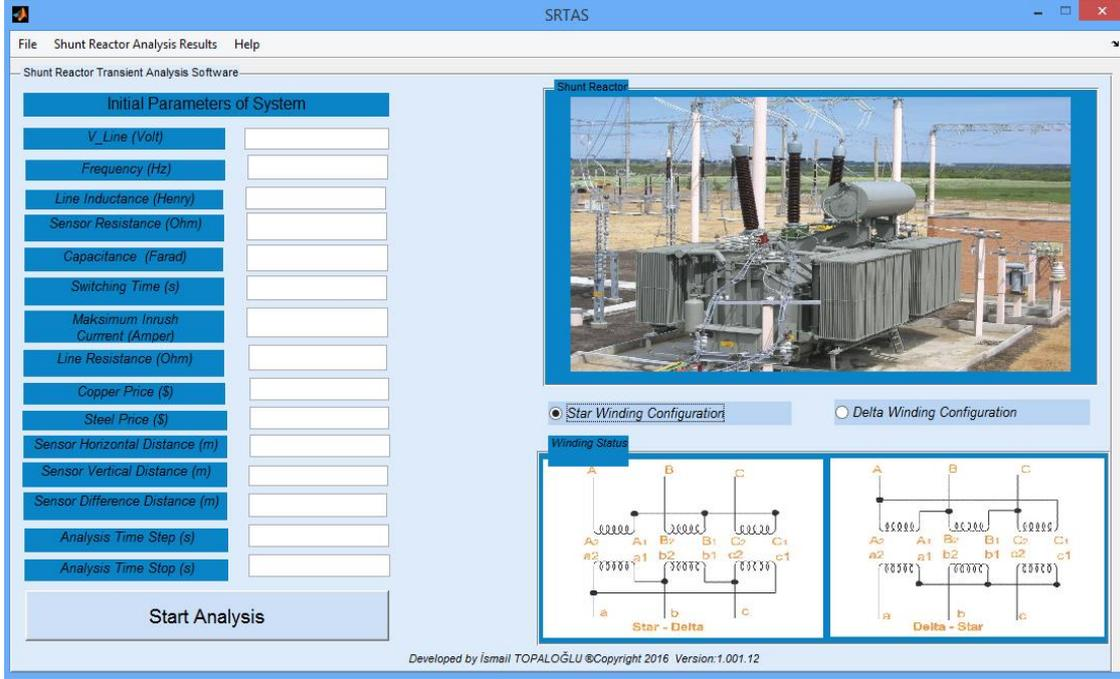 SRTAS
File Shunt Reactor Analysis Results Help
Shunt Reactor Transient Analysis Software
Initial Parameters of System
V_Line (Volt)
Frequency (Hz)
Line Inductance (Henry)
Sensor Resistance (Ohm)
Capacitance (Farad)
Switching Time (s)
Maksimum Inrush
Currrent (Amper)
Line Resistance (Ohm)
Copper Price ($)
Steel Price ($)
Sensor Horizontal Distance (m)
Sensor Vertical Distance (m)
Sensor Difference Distance (m)
Analysis Time Step (s)
Analysis Time Stop (s)
Start Analysis
Shunt Reactor
Star Winding Configuration
Delta Winding Configuration
Winding Status
A B C
A2 A1 B2 B1 C2 C1
a2 a1 b2 b1 c2 c1
a b c
Star - Delta
A B C
A2 A1 B2 B1 C2 C1
a2 a1 b2 b1 c2 c1
a b c
Delta - Star
Developed by İsmail TOPALOĞLU ®Copyright 2016 Version:1.001.12